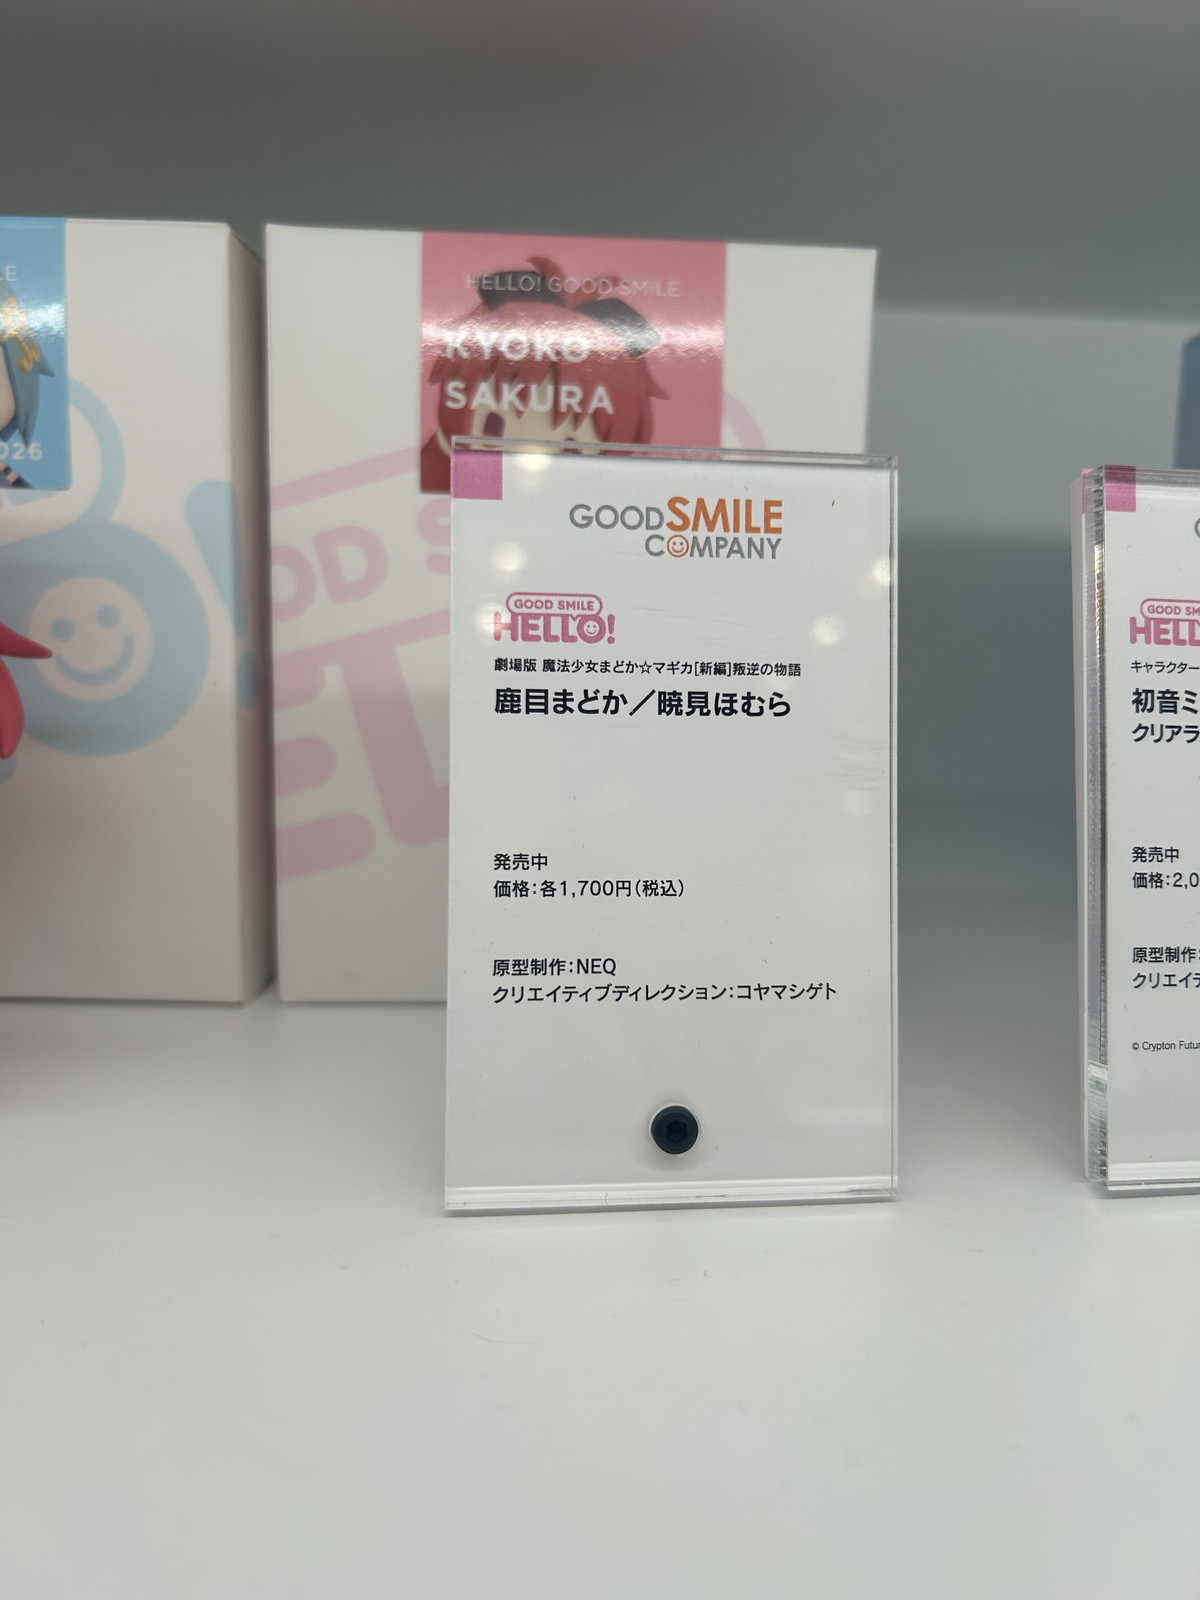 LE
026
HELLO! GOOD SMILE
KYOKO
SAKURA
GOOD SMILE
COMPANY
GOOD SMILE
HELLO!
劇場版 魔法少女まどか☆マギカ[新編]叛逆の物語
鹿目まどか／暁見ほむら
発売中
価格：各1,700円（税込）
原型制作：NEQ
クリエイティブディレクション：コヤマシゲト
GOOD SM
HELL
キャラクター
初音ミ
クリアラ
発売中
価格：2,0
原型制作：
クリエイテ
© Crypton Futur